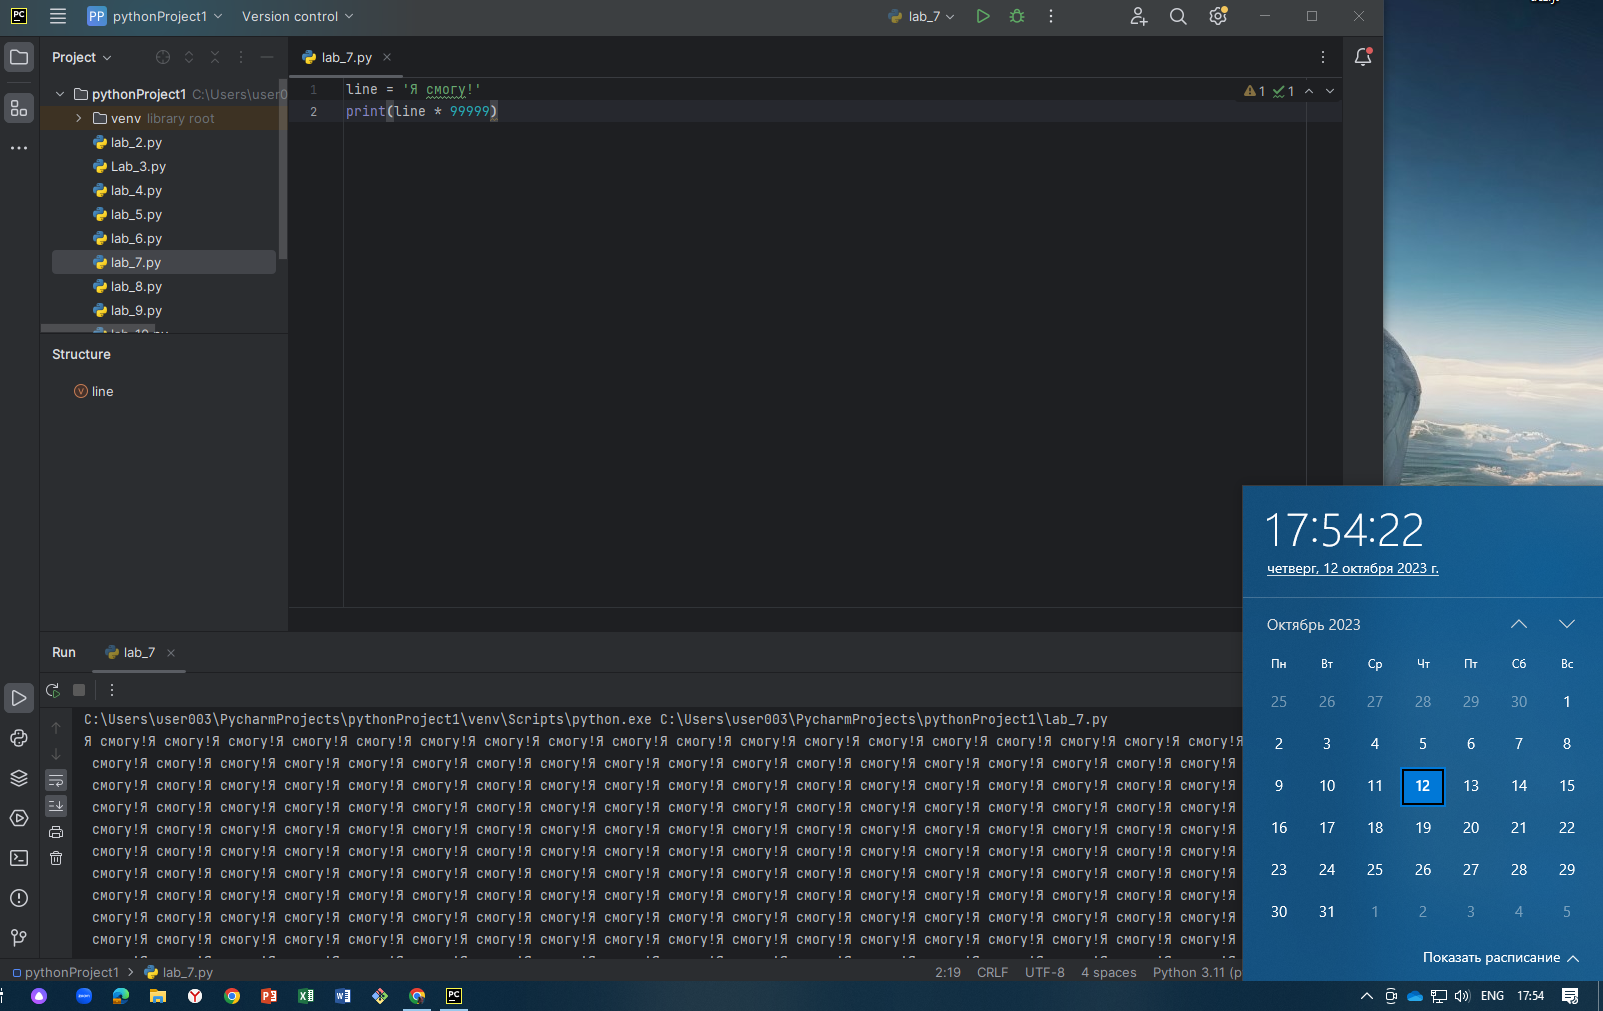 PC
PP pythonProject1
Version control
lab_7
Project
lab_7.py
pythonProject1 C:\Users\user0
venv library root
lab_2.py
Lab_3.py
lab_4.py
lab_5.py
lab_6.py
lab_7.py
lab_8.py
lab_9.py
1 line = 'Я смогу!'
2 print(line * 99999)
1 1
Structure
V line
Run
lab_7
C:\Users\user003\PycharmProjects\pythonProject1\venv\Scripts\python.exe C:\Users\user003\PycharmProjects\pythonProject1\lab_7.py
Я смогу!Я смогу!Я смогу!Я смогу!Я смогу!Я смогу!Я смогу!Я смогу!Я смогу!Я смогу!Я смогу!Я смогу!Я смогу!Я смогу!Я смогу!Я смогу!Я смогу!Я смогу!Я
смогу!Я смогу!Я смогу!Я смогу!Я смогу!Я смогу!Я смогу!Я смогу!Я смогу!Я смогу!Я смогу!Я смогу!Я смогу!Я смогу!Я смогу!Я смогу!Я смогу!Я смогу!Я
смогу!Я смогу!Я смогу!Я смогу!Я смогу!Я смогу!Я смогу!Я смогу!Я смогу!Я смогу!Я смогу!Я смогу!Я смогу!Я смогу!Я смогу!Я смогу!Я смогу!Я смогу!Я
смогу!Я смогу!Я смогу!Я смогу!Я смогу!Я смогу!Я смогу!Я смогу!Я смогу!Я смогу!Я смогу!Я смогу!Я смогу!Я смогу!Я смогу!Я смогу!Я смогу!Я смогу!Я
смогу!Я смогу!Я смогу!Я смогу!Я смогу!Я смогу!Я смогу!Я смогу!Я смогу!Я смогу!Я смогу!Я смогу!Я смогу!Я смогу!Я смогу!Я смогу!Я смогу!Я смогу!Я
смогу!Я смогу!Я смогу!Я смогу!Я смогу!Я смогу!Я смогу!Я смогу!Я смогу!Я смогу!Я смогу!Я смогу!Я смогу!Я смогу!Я смогу!Я смогу!Я смогу!Я смогу!Я
смогу!Я смогу!Я смогу!Я смогу!Я смогу!Я смогу!Я смогу!Я смогу!Я смогу!Я смогу!Я смогу!Я смогу!Я смогу!Я смогу!Я смогу!Я смогу!Я смогу!Я смогу!Я
смогу!Я смогу!Я смогу!Я смогу!Я смогу!Я смогу!Я смогу!Я смогу!Я смогу!Я смогу!Я смогу!Я смогу!Я смогу!Я смогу!Я смогу!Я смогу!Я смогу!Я смогу!Я
смогу!Я смогу!Я смогу!Я смогу!Я смогу!Я смогу!Я смогу!Я смогу!Я смогу!Я смогу!Я смогу!Я смогу!Я смогу!Я смогу!Я смогу!Я смогу!Я смогу!Я смогу!Я
смогу!Я смогу!Я смогу!Я смогу!Я смогу!Я смогу!Я смогу!Я смогу!Я смогу!Я смогу!Я смогу!Я смогу!Я смогу!Я смогу!Я смогу!Я смогу!Я смогу!Я смогу!Я
17:54:22
четверг, 12 октября 2023 г.
Октябрь 2023
Пн Вт Ср Чт Пт Сб Вс
25 26 27 28 29 30 1
2 3 4 5 6 7 8
9 10 11 12 13 14 15
16 17 18 19 20 21 22
23 24 25 26 27 28 29
30 31 1 2 3 4 5
Показать расписание
pythonProject1 > lab_7.py
2:19 CRLF UTF-8 4 spaces Python 3.11 (p
ENG 17:54